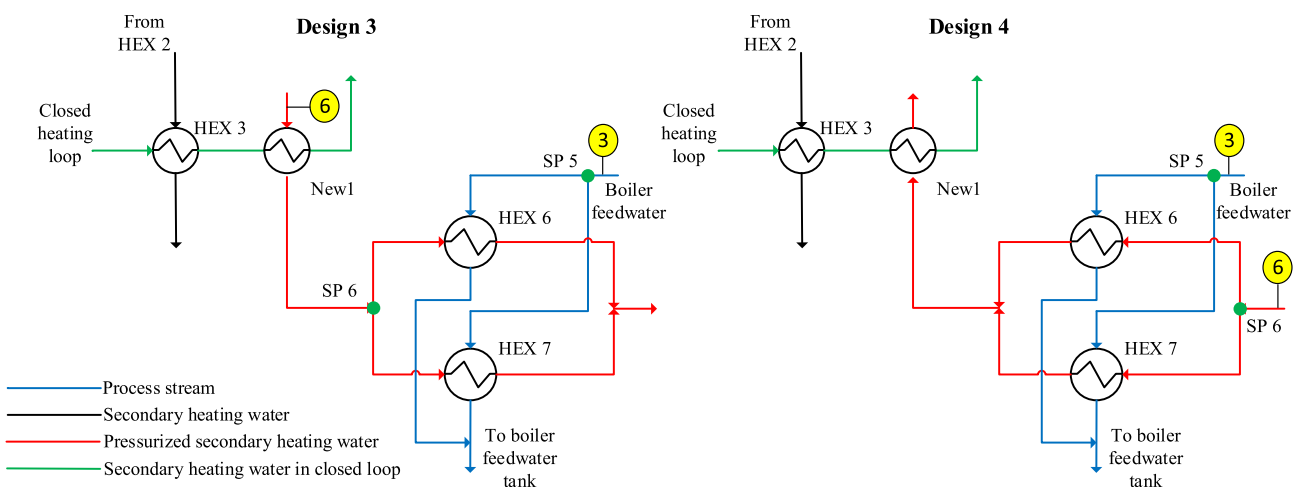 From
HEX 2
Design 3
6
Closed
heating
loop
HEX 3
New1
SP 5
3
Boiler
feedwater
HEX 6
SP 6
HEX 7
To boiler
feedwater
tank
Process stream
Secondary heating water
Pressurized secondary heating water
Secondary heating water in closed loop
From
HEX 2
Design 4
Closed
heating
loop
HEX 3
New1
SP 5
3
Boiler
feedwater
HEX 6
6
SP 6
HEX 7
To boiler
feedwater
tank